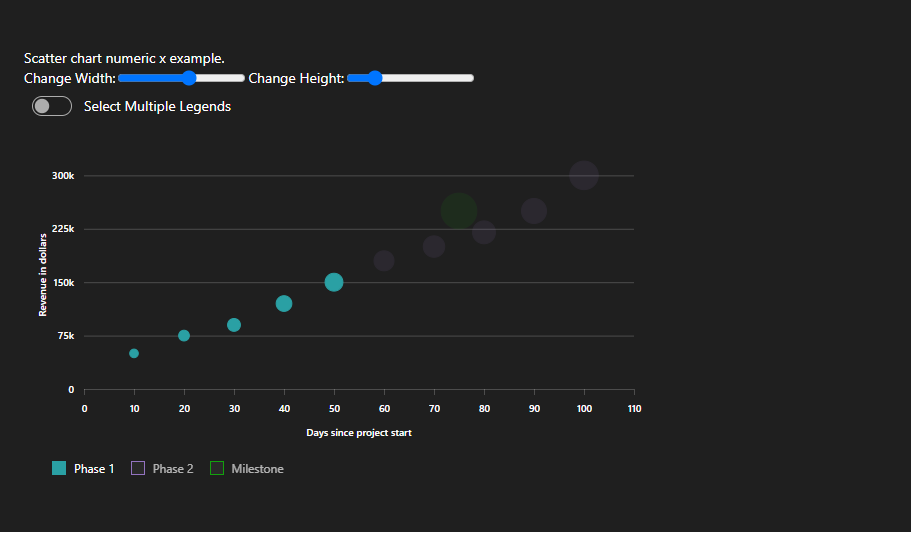 Scatter chart numeric x example.
Change Width: Change Height:
Select Multiple Legends
300k
225k
150k
75k
0
Revenue in dollars
0 10 20 30 40 50 60 70 80 90 100 110
Days since project start
Phase 1 Phase 2 Milestone